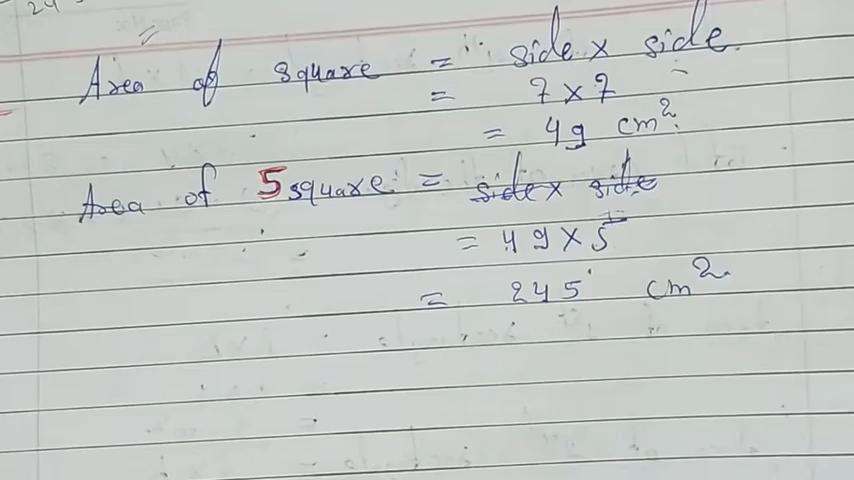 24
Area of square = side x side
= 7 x 7
= 49 cm².
Area of 5 square = side x side
= 49 x 5
= 245 cm².